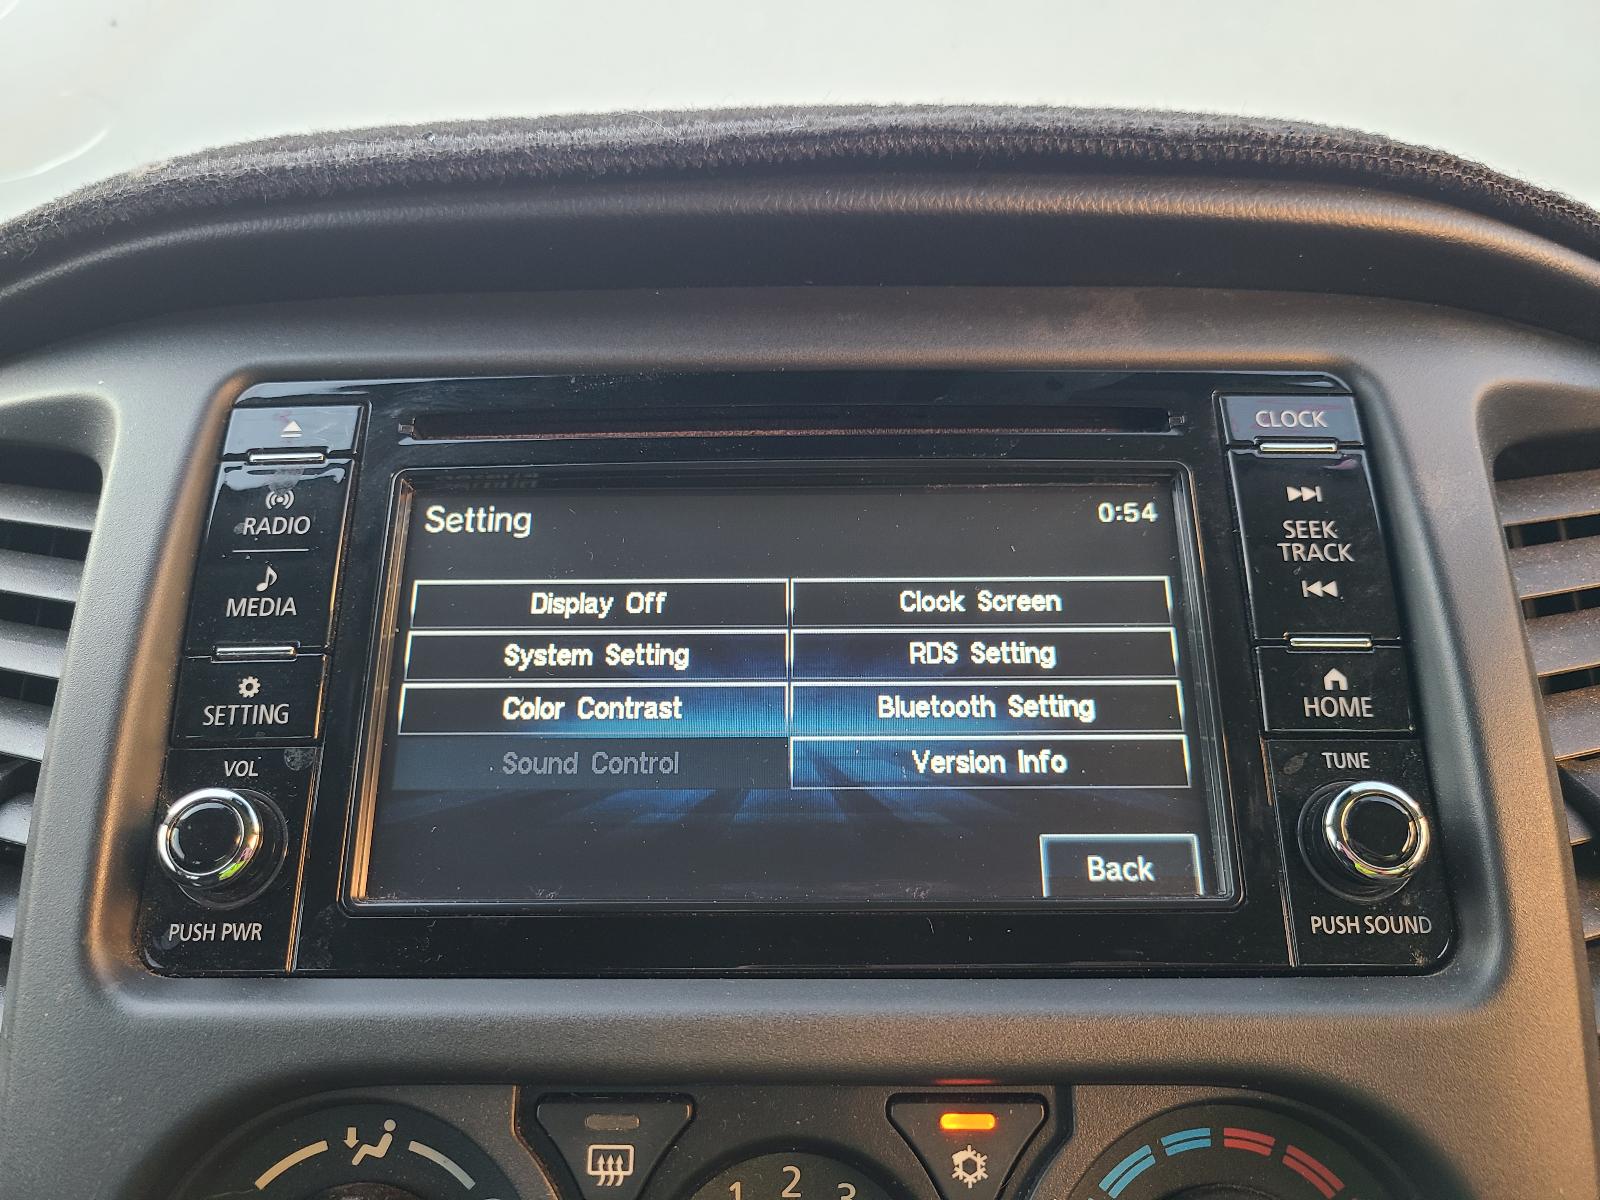 CLOCK
RADIO
MEDIA
SETTING
VOL
PUSH PWR
Setting
0:54
Display Off
Clock Screen
System Setting
RDS Setting
Color Contrast
Bluetooth Setting
Sound Control
Version Info
Back
SEEK
TRACK
HOME
TUNE
PUSH SOUND
1 2 3